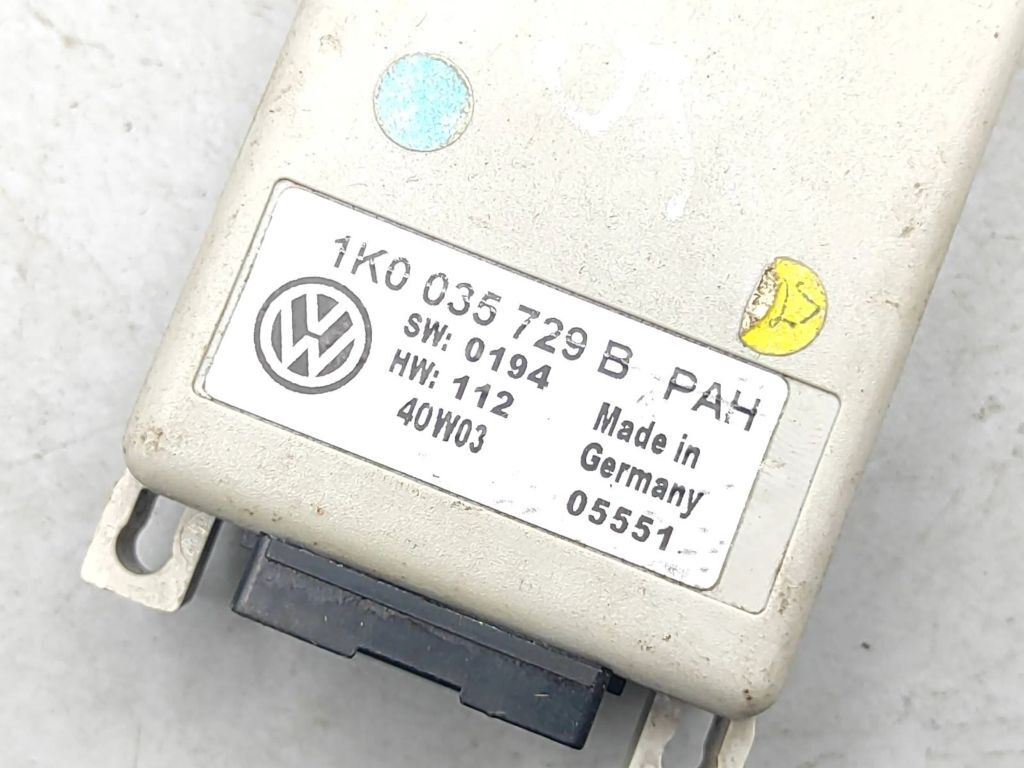 1K0 035 729 B PAH
SW: 0194
HW: 112
40W03
Made in
Germany
05551